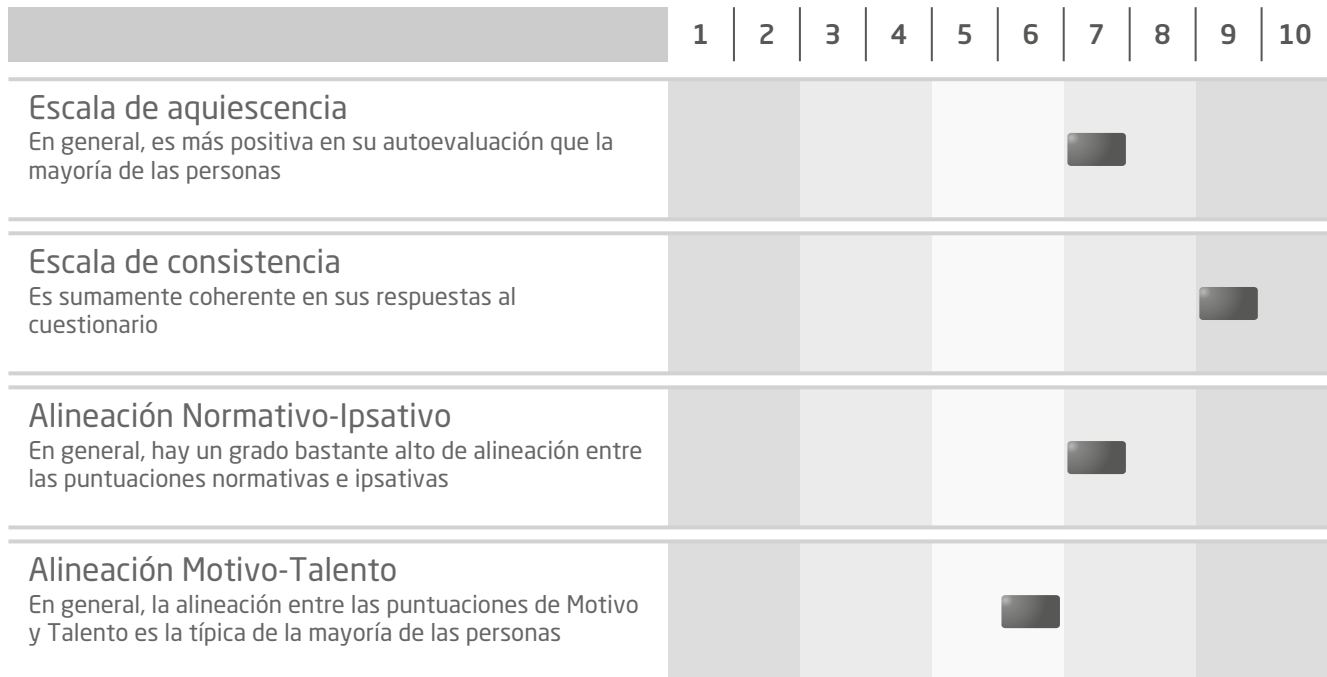 1 2 3 4 5 6 7 8 9 10
Escala de aquiescencia
En general, es más positiva en su autoevaluación que la
mayoría de las personas
Escala de consistencia
Es sumamente coherente en sus respuestas al
cuestionario
Alineación Normativo-Ipsativo
En general, hay un grado bastante alto de alineación entre
las puntuaciones normativas e ipsativas
Alineación Motivo-Talento
En general, la alineación entre las puntuaciones de Motivo
y Talento es la típica de la mayoría de las personas